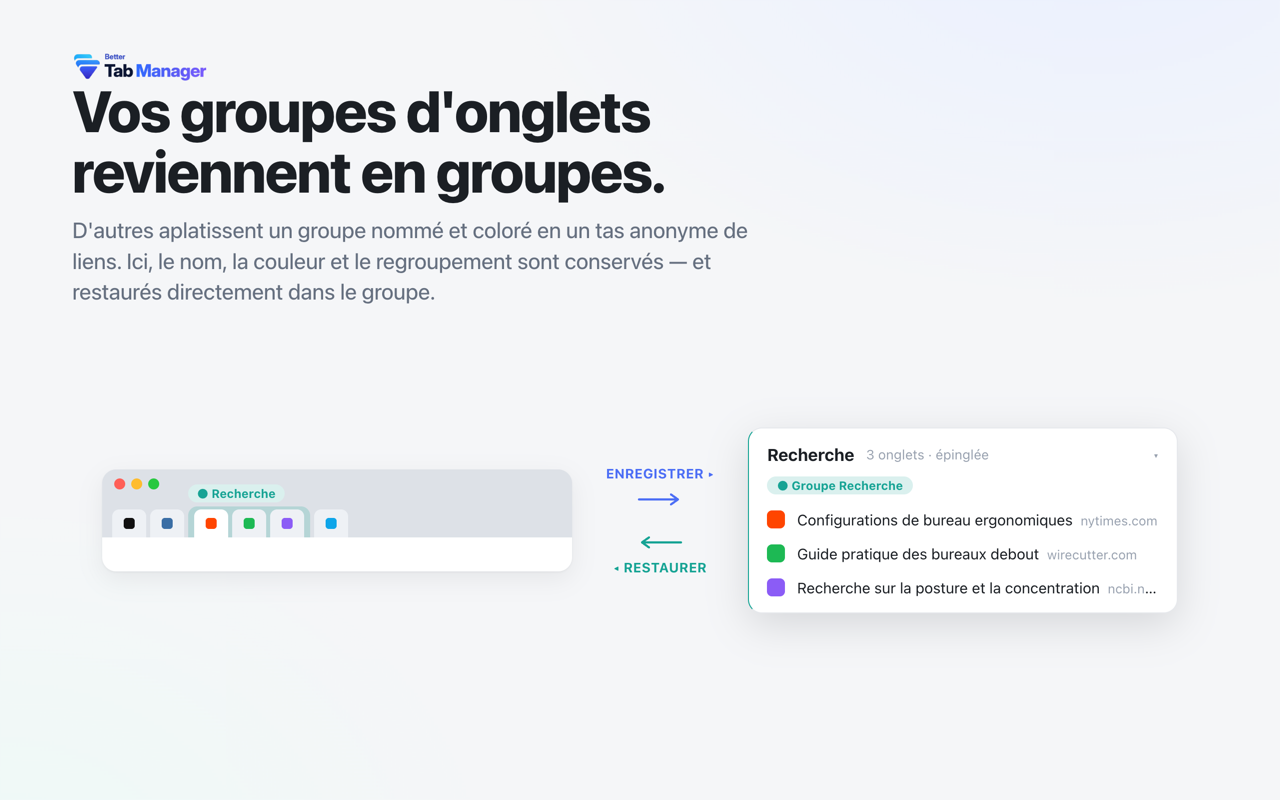 Better
Tab Manager
Vos groupes d'onglets
reviennent en groupes.
D'autres aplatissent un groupe nommé et coloré en un tas anonyme de
liens. Ici, le nom, la couleur et le regroupement sont conservés — et
restaurés directement dans le groupe.
Recherche
ENREGISTRER ▸
◂ RESTAURER
Recherche 3 onglets · épinglée ▾
Groupe Recherche
Configurations de bureau ergonomiques nytimes.com
Guide pratique des bureaux debout wirecutter.com
Recherche sur la posture et la concentration ncbi.n...